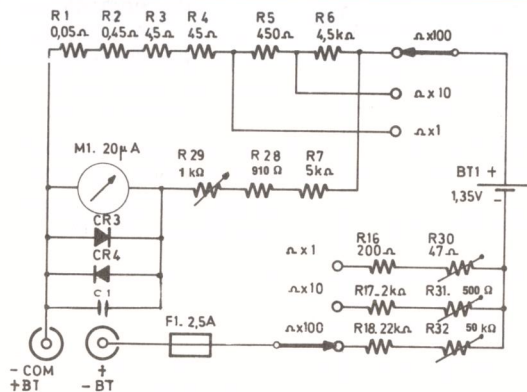 R1 R2 R3 R4 R5 R6
0,05Ω 0,45Ω 4,5Ω 45Ω 450Ω 4,5kΩ
Ωx100
Ωx10
Ωx1
M1. 20µA
R29 R28 R7
1kΩ 910Ω 5kΩ
BT1 +
1,35V -
CR3
CR4
C1
Ωx1 R16 R30
200Ω 47Ω
Ωx10 R17.2kΩ R31. 500Ω
F1. 2,5A
Ωx100 R18.22kΩ R32 50kΩ
- COM +
+BT -BT